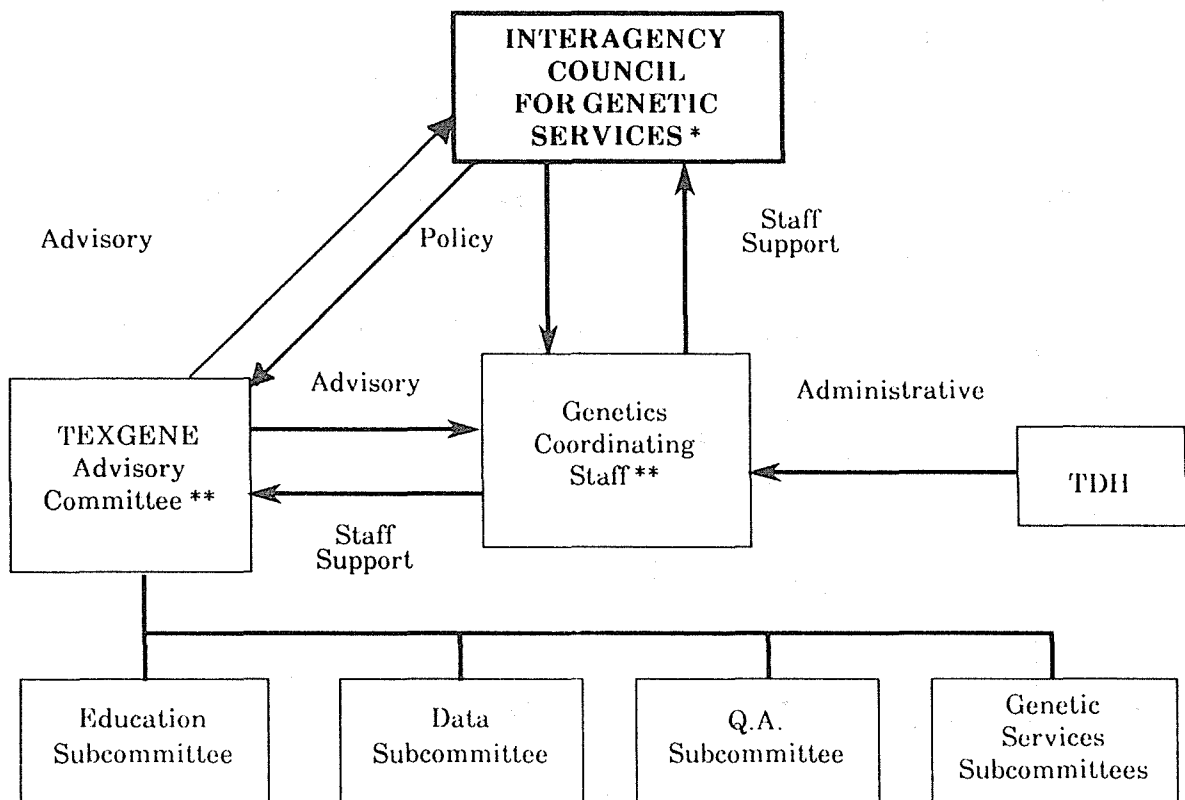 INTERAGENCY
COUNCIL
FOR GENETIC
SERVICES *
Advisory
Policy
Staff
Support
TEXGENE
Advisory
Committee **
Advisory
Staff
Support
Genetics
Coordinating
Staff **
Administrative
TDH
Education
Subcommittee
Data
Subcommittee
Q.A.
Subcommittee
Genetic
Services
Subcommittees